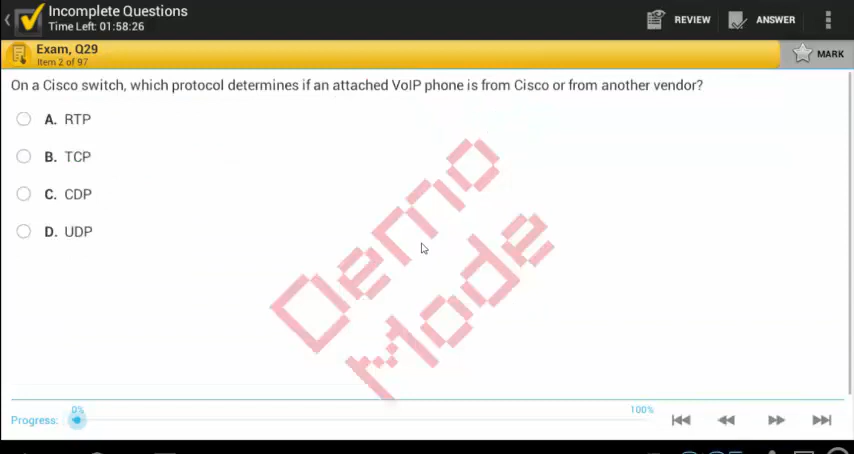 Incomplete Questions
Time Left: 01:58:26
REVIEW
ANSWER
Exam, Q29
Item 2 of 97
MARK
On a Cisco switch, which protocol determines if an attached VoIP phone is from Cisco or from another vendor?
A. RTP
B. TCP
C. CDP
D. UDP
Demo
Mode
0%
100%
Progress: